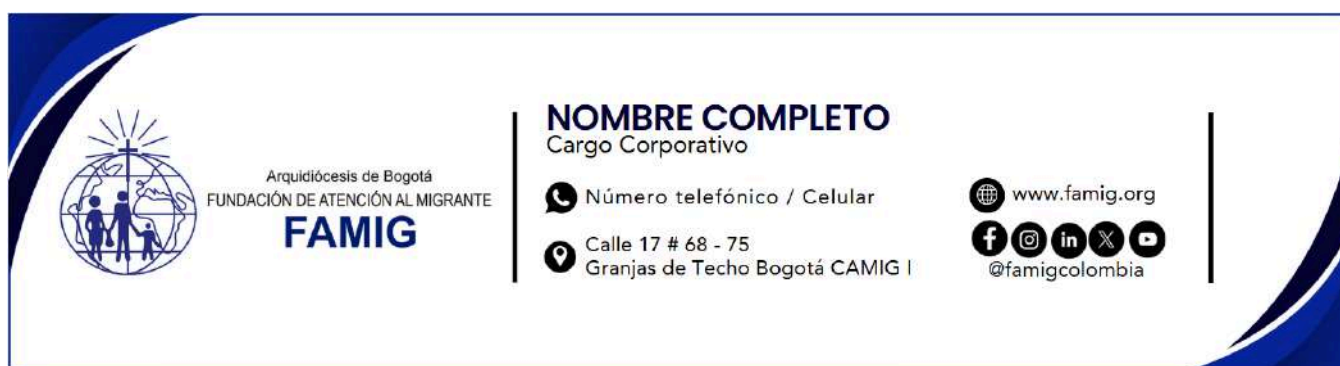 Arquidiócesis de Bogotá
FUNDACIÓN DE ATENCIÓN AL MIGRANTE
FAMIG
NOMBRE COMPLETO
Cargo Corporativo
Número telefónico / Celular
Calle 17 # 68 - 75
Granjas de Techo Bogotá CAMIG I
www.famig.org
@famigcolombia